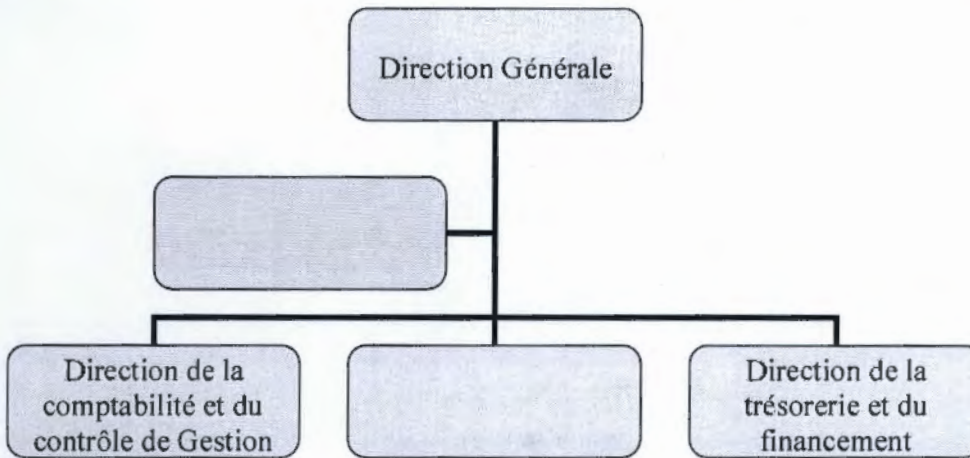 Direction Générale
Direction de la
comptabilité et du
contrôle de Gestion
Direction de la
trésorerie et du
financement